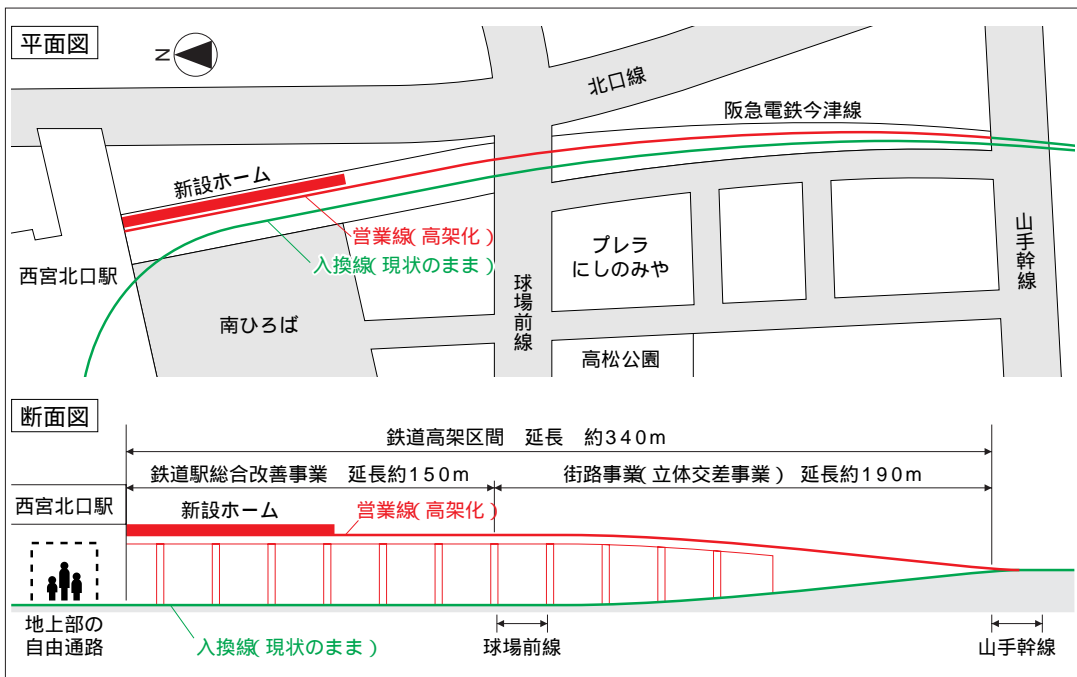 平面図
N
北口線
阪急電鉄今津線
新設ホーム
営業線(高架化)
入換線(現状のまま)
西宮北口駅
南ひろば
球場前線
プレラ
にしのみや
高松公園
山手幹線
断面図
鉄道高架区間 延長 約340m
鉄道駅総合改善事業 延長約150m
街路事業(立体交差事業) 延長約190m
西宮北口駅
新設ホーム
営業線(高架化)
地上部の
自由通路
入換線(現状のまま)
球場前線
山手幹線